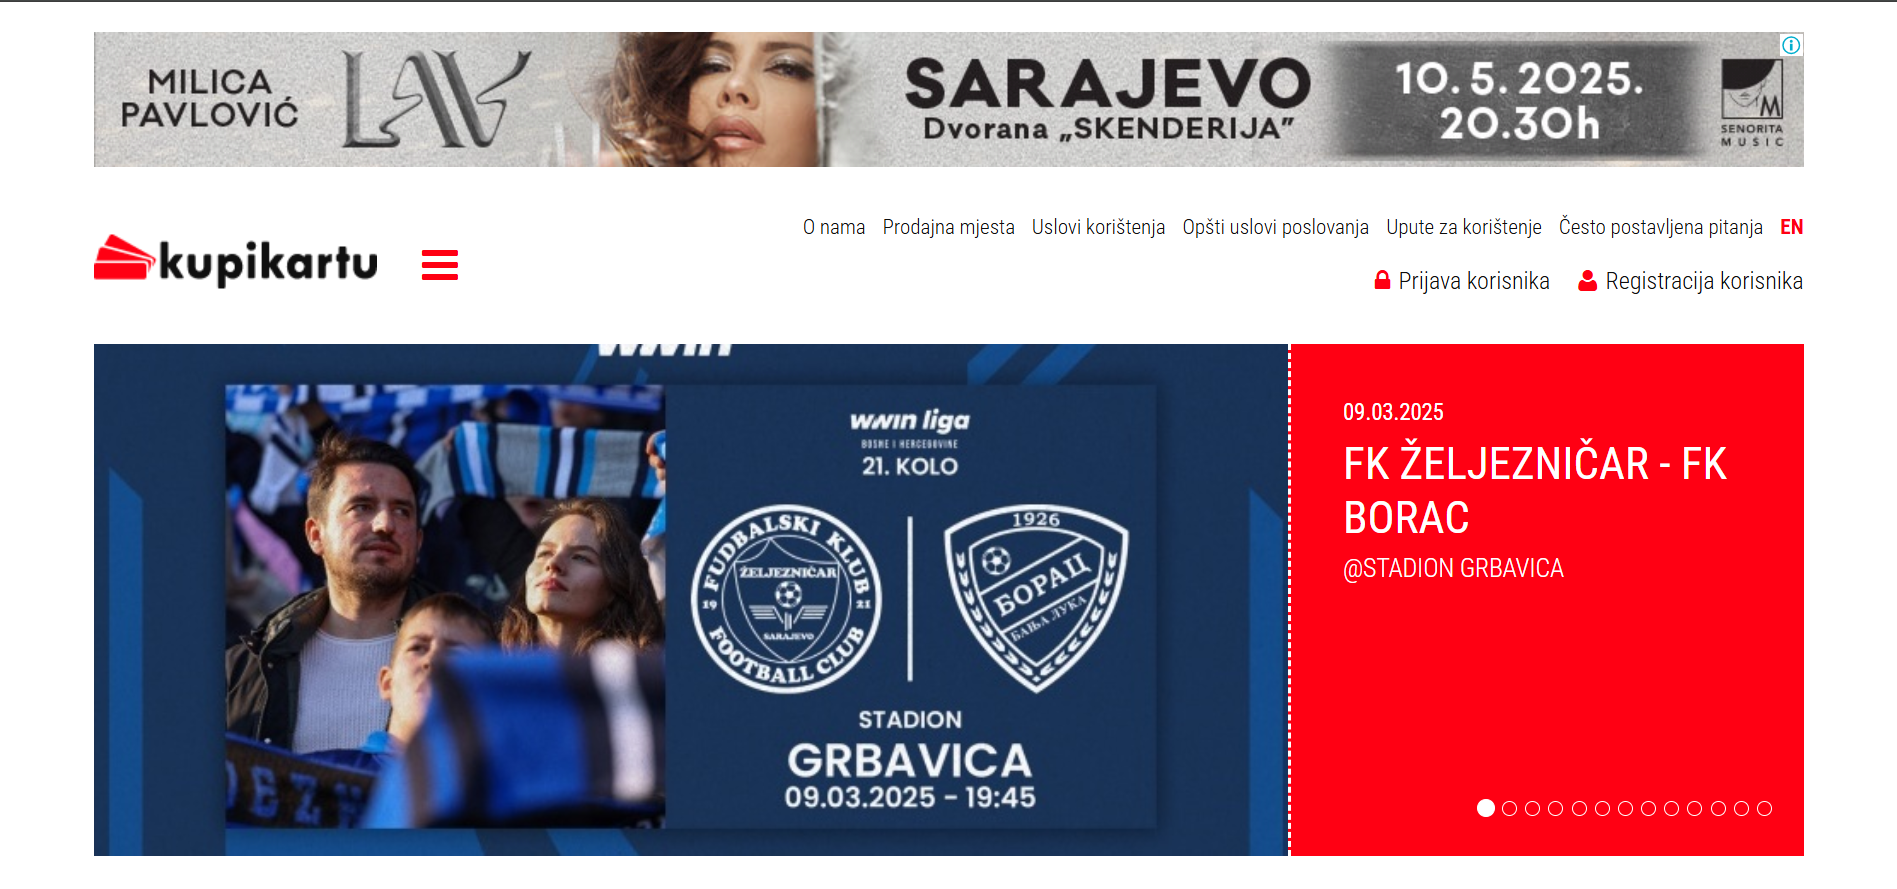 MILICA
PAVLOVIĆ
LAV
SARAJEVO
Dvorana „SKENDERIJA”
10. 5. 2025.
20.30h
M
SENORITA
MUSIC
O nama Prodajna mjesta Uslovi korištenja Opšti uslovi poslovanja Upute za korištenje Često postavljena pitanja EN
kupikartu
Prijava korisnika Registracija korisnika
wwin
wwin liga
BOSNE I HERCEGOVINE
21. KOLO
FUDBALSKI KLUB
ŽELJEZNIČAR
19 21
SARAJEVO
FOOTBALL CLUB
1926
БОРАЦ
БАЊА ЛУКА
STADION
GRBAVICA
09.03.2025 - 19:45
09.03.2025
FK ŽELJEZNIČAR - FK
BORAC
@STADION GRBAVICA